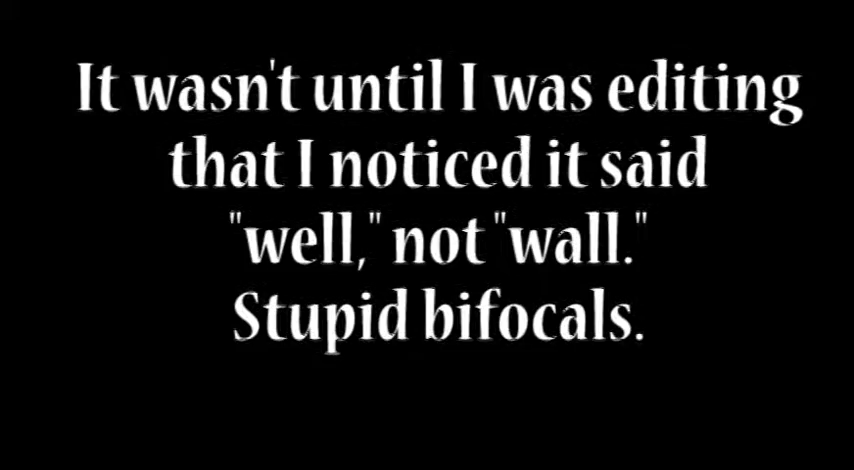 It wasn't until I was editing
that I noticed it said
"well," not "wall."
Stupid bifocals.